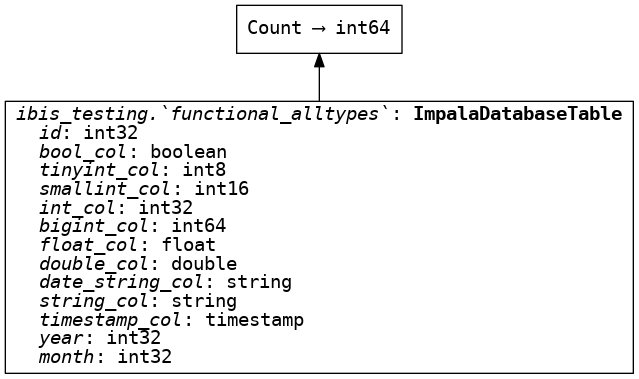 Count → int64
ibis_testing.`functional_alltypes`: ImpalaDatabaseTable
id: int32
bool_col: boolean
tinyint_col: int8
smallint_col: int16
int_col: int32
bigint_col: int64
float_col: float
double_col: double
date_string_col: string
string_col: string
timestamp_col: timestamp
year: int32
month: int32